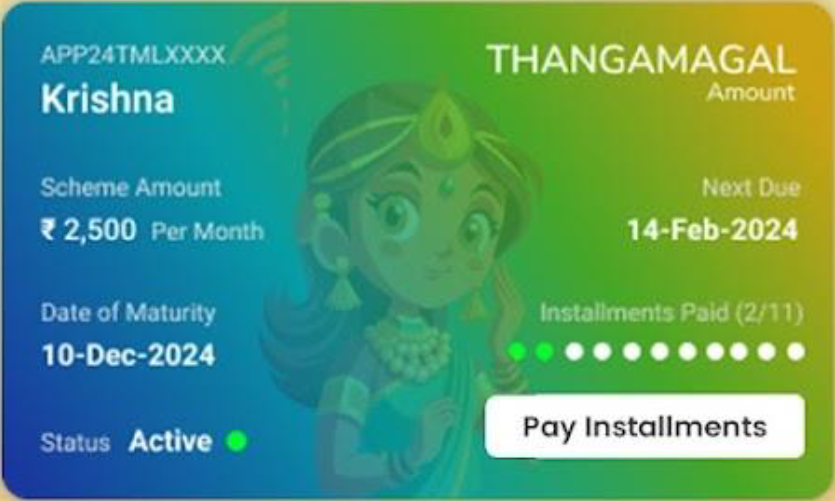 APP24TMLXXXX
Krishna
THANGAMAGAL
Amount
Scheme Amount
₹ 2,500 Per Month
Next Due
14-Feb-2024
Date of Maturity
10-Dec-2024
Installments Paid (2/11)
Status Active
Pay Installments